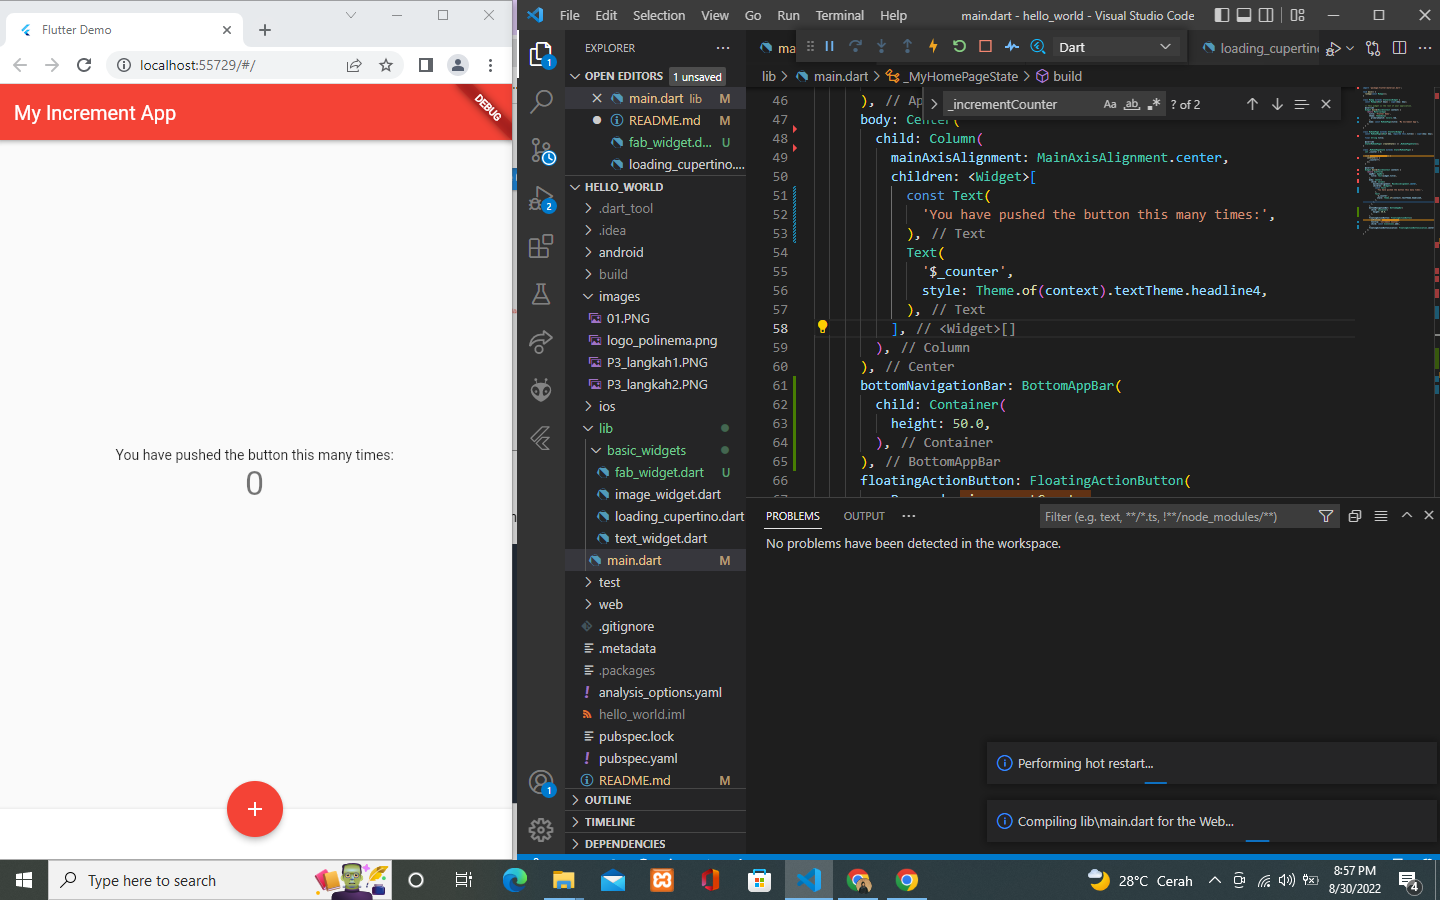 Flutter Demo
localhost:55729/#/
My Increment App
DEBUG
You have pushed the button this many times:
0
File Edit Selection View Go Run Terminal Help
main.dart - hello_world - Visual Studio Code
EXPLORER
OPEN EDITORS 1 unsaved
main.dart lib M
README.md M
fab_widget.d... U
loading_cupertino....
HELLO_WORLD
.dart_tool
.idea
android
build
images
01.PNG
logo_polinema.png
P3_langkah1.PNG
P3_langkah2.PNG
ios
lib
basic_widgets
fab_widget.dart U
image_widget.dart
loading_cupertino.dart
text_widget.dart
main.dart M
test
web
.gitignore
.metadata
.packages
analysis_options.yaml
hello_world.iml
pubspec.lock
pubspec.yaml
README.md M
OUTLINE
TIMELINE
DEPENDENCIES
Dart
lib > main.dart > _MyHomePageState > build
_incrementCounter Aa ab ? of 2
46 ), // Ap
47 body: Center(
48 child: Column(
49 mainAxisAlignment: MainAxisAlignment.center,
50 children: <Widget>[
51 const Text(
52 'You have pushed the button this many times:',
53 ), // Text
54 Text(
55 '$_counter',
56 style: Theme.of(context).textTheme.headline4,
57 ), // Text
58 ], // <Widget>[]
59 ), // Column
60 ), // Center
61 bottomNavigationBar: BottomAppBar(
62 child: Container(
63 height: 50.0,
64 ), // Container
65 ), // BottomAppBar
66 floatingActionButton: FloatingActionButton(
PROBLEMS OUTPUT
Filter (e.g. text, **/*.ts, !**/node_modules/**)
No problems have been detected in the workspace.
Performing hot restart...
Compiling lib\main.dart for the Web...
Type here to search
28°C Cerah
8:57 PM
8/30/2022
4